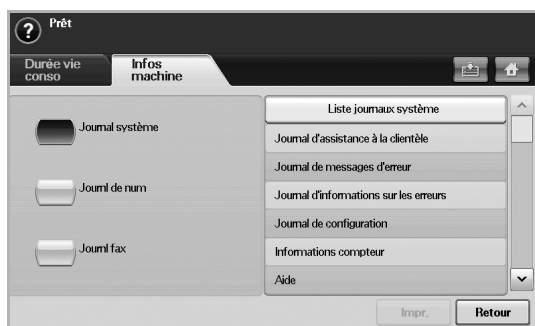 ? Prêt
Durée vie
conso
Infos
machine
Journal système
Journl de num
Journl fax
Liste journaux système
Journal d'assistance à la clientèle
Journal de messages d'erreur
Journal d'informations sur les erreurs
Journal de configuration
Informations compteur
Aide
Impr.
Retour